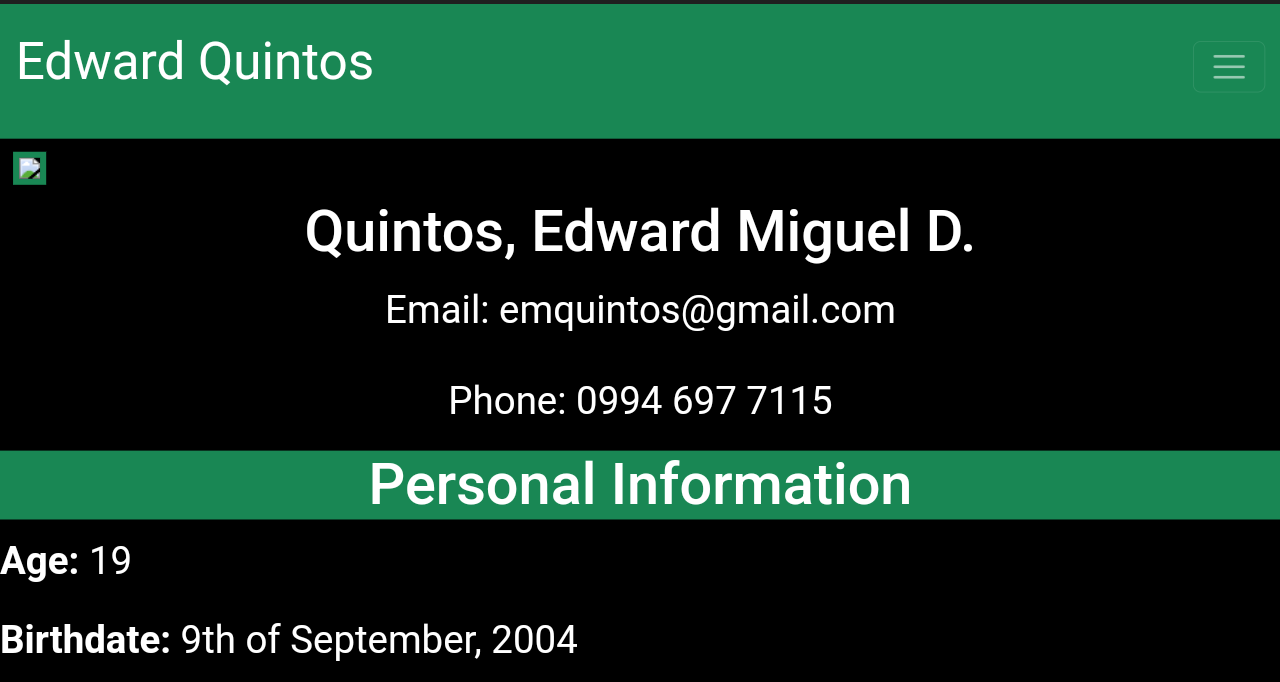 Edward Quintos
Quintos, Edward Miguel D.
Email: emquintos@gmail.com
Phone: 0994 697 7115
Personal Information
Age: 19
Birthdate: 9th of September, 2004